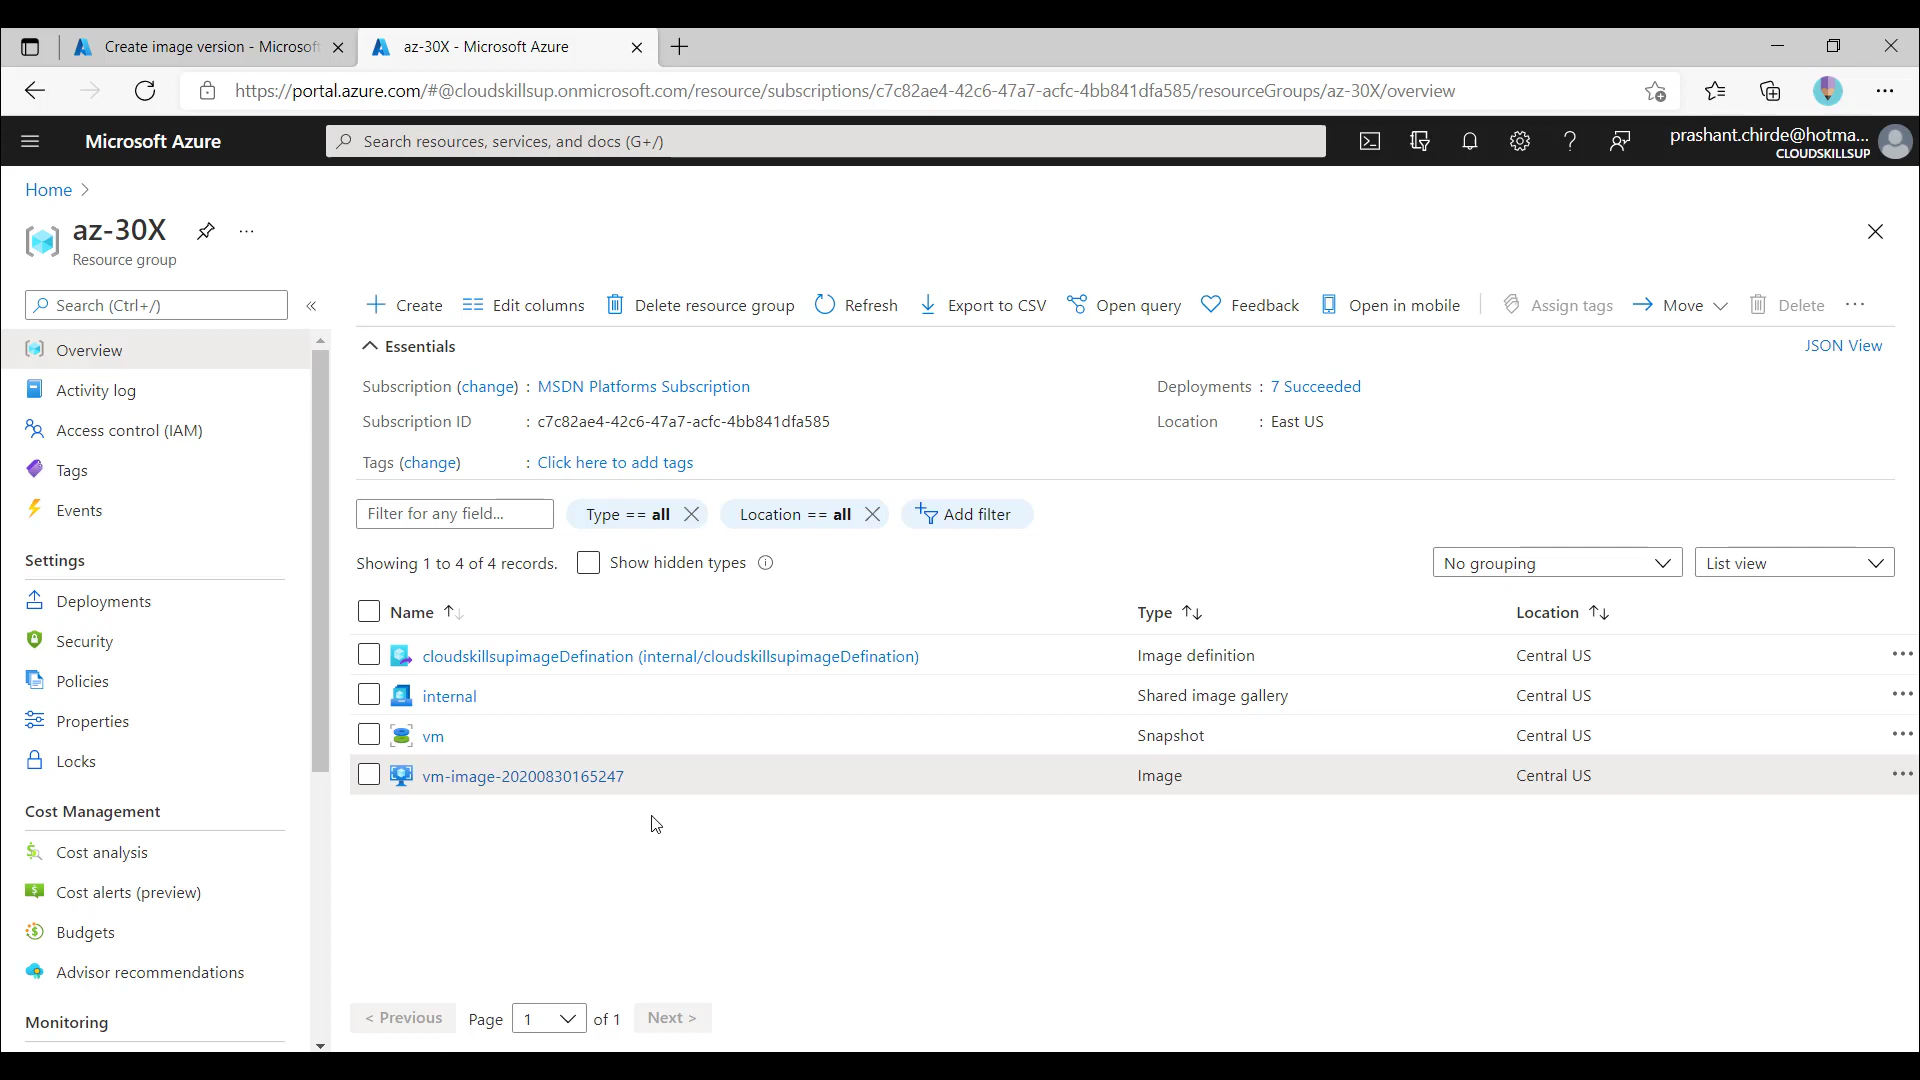 Create image version - Microsof
az-30X - Microsoft Azure
https://portal.azure.com/#@cloudskillsup.onmicrosoft.com/resource/subscriptions/c7c82ae4-42c6-47a7-acfc-4bb841dfa585/resourceGroups/az-30X/overview
Microsoft Azure
Search resources, services, and docs (G+/)
prashant.chirde@hotma...
CLOUDSKILLSUP
Home
az-30X
Resource group
Search (Ctrl+/)
Create
Edit columns
Delete resource group
Refresh
Export to CSV
Open query
Feedback
Open in mobile
Assign tags
Move
Delete
Overview
Activity log
Access control (IAM)
Tags
Events
Settings
Deployments
Security
Policies
Properties
Locks
Cost Management
Cost analysis
Cost alerts (preview)
Budgets
Advisor recommendations
Monitoring
Essentials
JSON View
Subscription (change) : MSDN Platforms Subscription
Deployments : 7 Succeeded
Subscription ID : c7c82ae4-42c6-47a7-acfc-4bb841dfa585
Location : East US
Tags (change) : Click here to add tags
Filter for any field...
Type == all
Location == all
Add filter
Showing 1 to 4 of 4 records.
Show hidden types
No grouping
List view
Name Type Location
cloudskillsupimageDefination (internal/cloudskillsupimageDefination) Image definition Central US
internal Shared image gallery Central US
vm Snapshot Central US
vm-image-20200830165247 Image Central US
< Previous Page 1 of 1 Next >